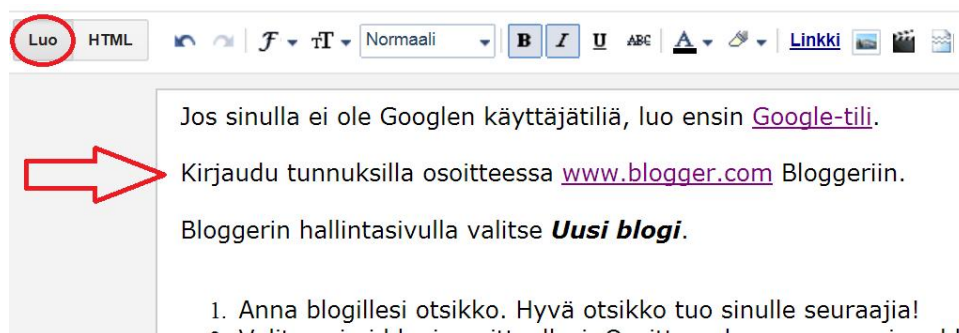 Luo HTML Normaali B I U ABC A Linkki
Jos sinulla ei ole Googlen käyttäjätiliä, luo ensin Google-tili.
Kirjaudu tunnuksilla osoitteessa www.blogger.com Bloggeriin.
Bloggerin hallintasivulla valitse Uusi blogi.
1. Anna blogillesi otsikko. Hyvä otsikko tuo sinulle seuraajia!